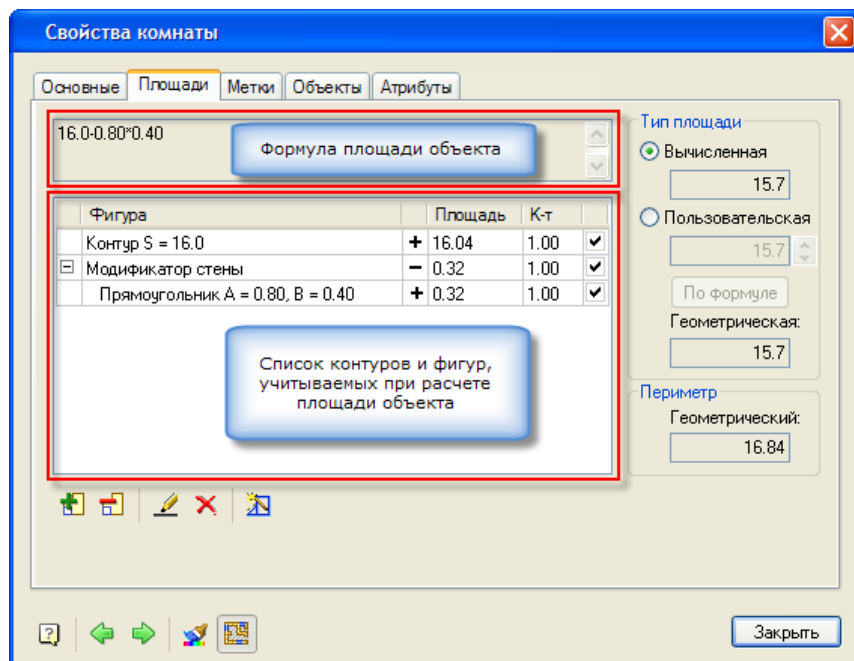 Свойства комнаты
Основные Площади Метки Объекты Атрибуты
16.0-0.80*0.40
Формула площади объекта
Фигура Площадь К-т
Контур S = 16.0 + 16.04 1.00
Модификатор стены − 0.32 1.00
Прямоугольник A = 0.80, B = 0.40 + 0.32 1.00
Список контуров и фигур,
учитываемых при расчете
площади объекта
Тип площади
Вычисленная
15.7
Пользовательская
15.7
По формуле
Геометрическая:
15.7
Периметр
Геометрический:
16.84
Закрыть